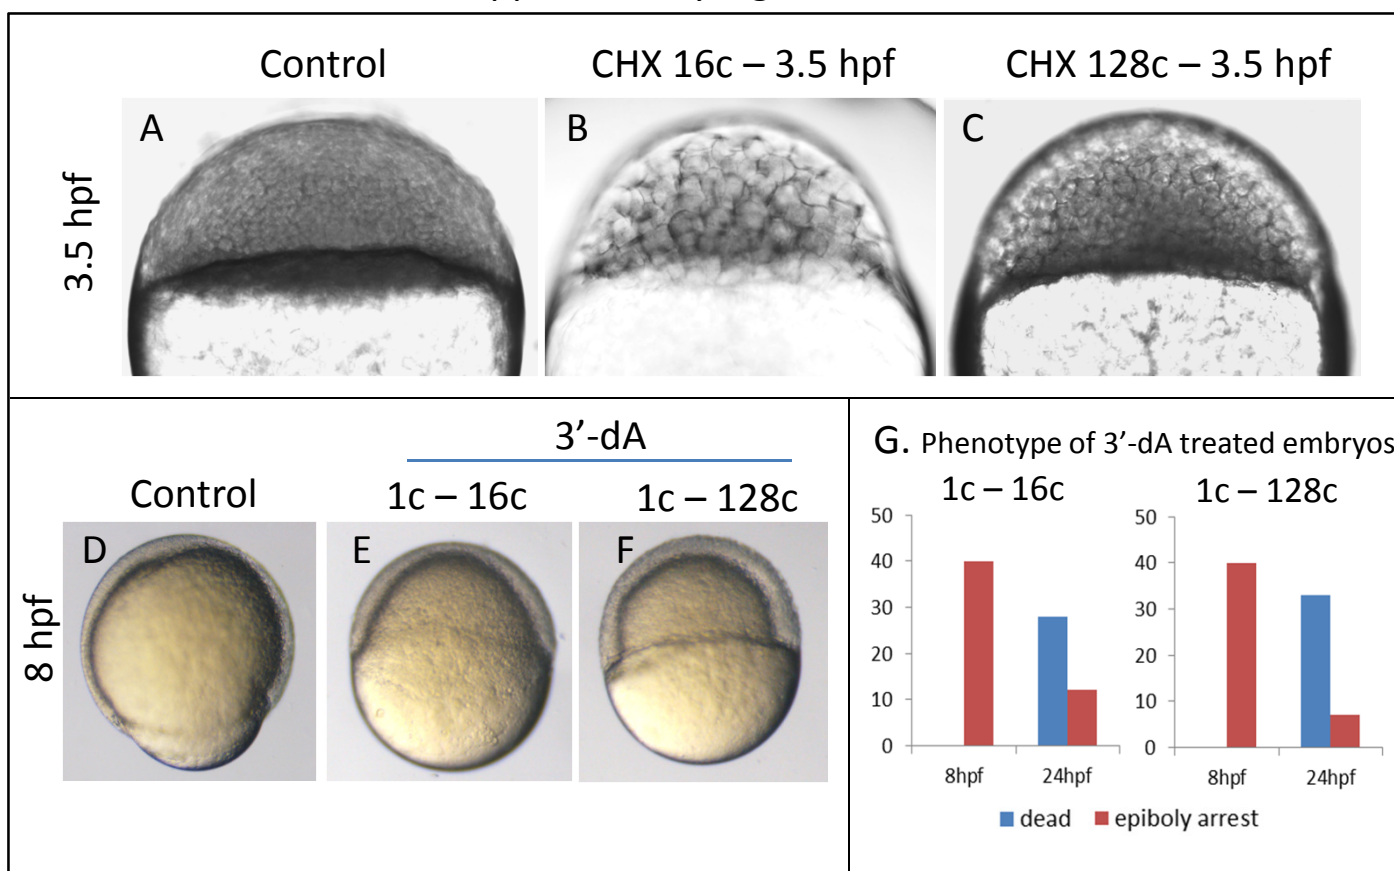 Control
CHX 16c – 3.5 hpf
CHX 128c – 3.5 hpf
A
B
C
3.5 hpf
3’-dA
Control
1c – 16c
1c – 128c
D
E
F
8 hpf
G. Phenotype of 3’-dA treated embryos
1c – 16c
1c – 128c
50
40
30
20
10
0
8hpf
24hpf
50
40
30
20
10
0
8hpf
24hpf
dead
epiboly arrest